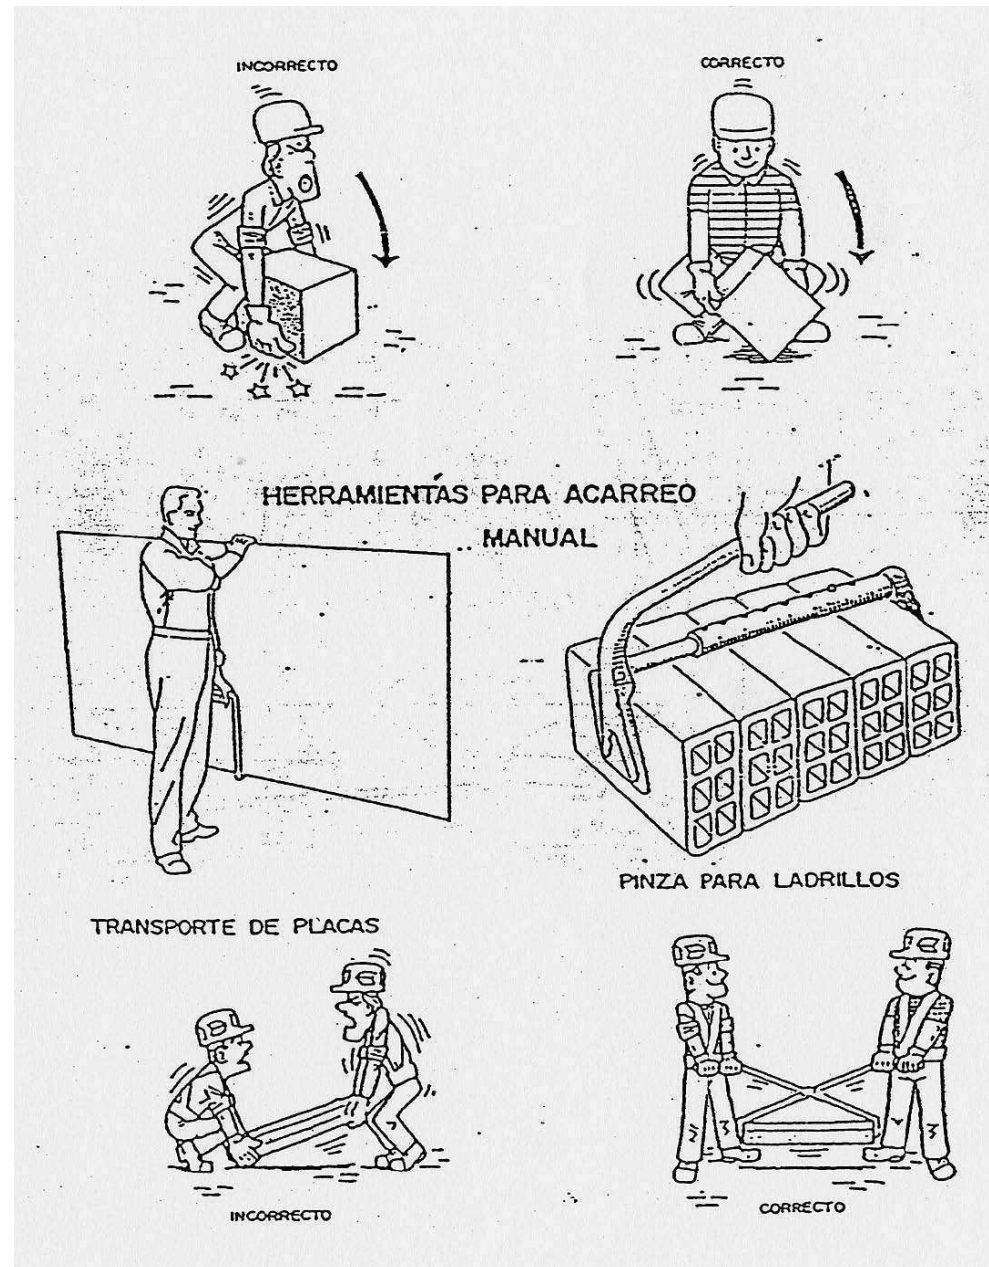 INCORRECTO
CORRECTO
HERRAMIENTAS PARA ACARREO
MANUAL
PINZA PARA LADRILLOS
TRANSPORTE DE PLACAS
INCORRECTO
CORRECTO